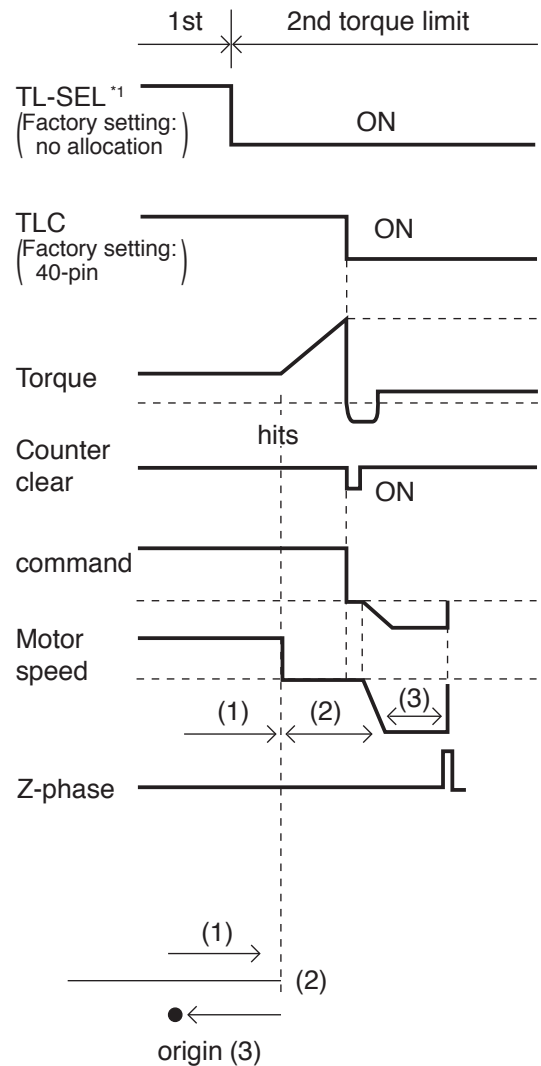 1st 2nd torque limit
TL-SEL *1
(Factory setting: no allocation)
ON
TLC
(Factory setting: 40-pin)
ON
Torque
hits
Counter clear
ON
command
Motor speed
(1) (2) (3)
Z-phase
(1)
(2)
origin (3)